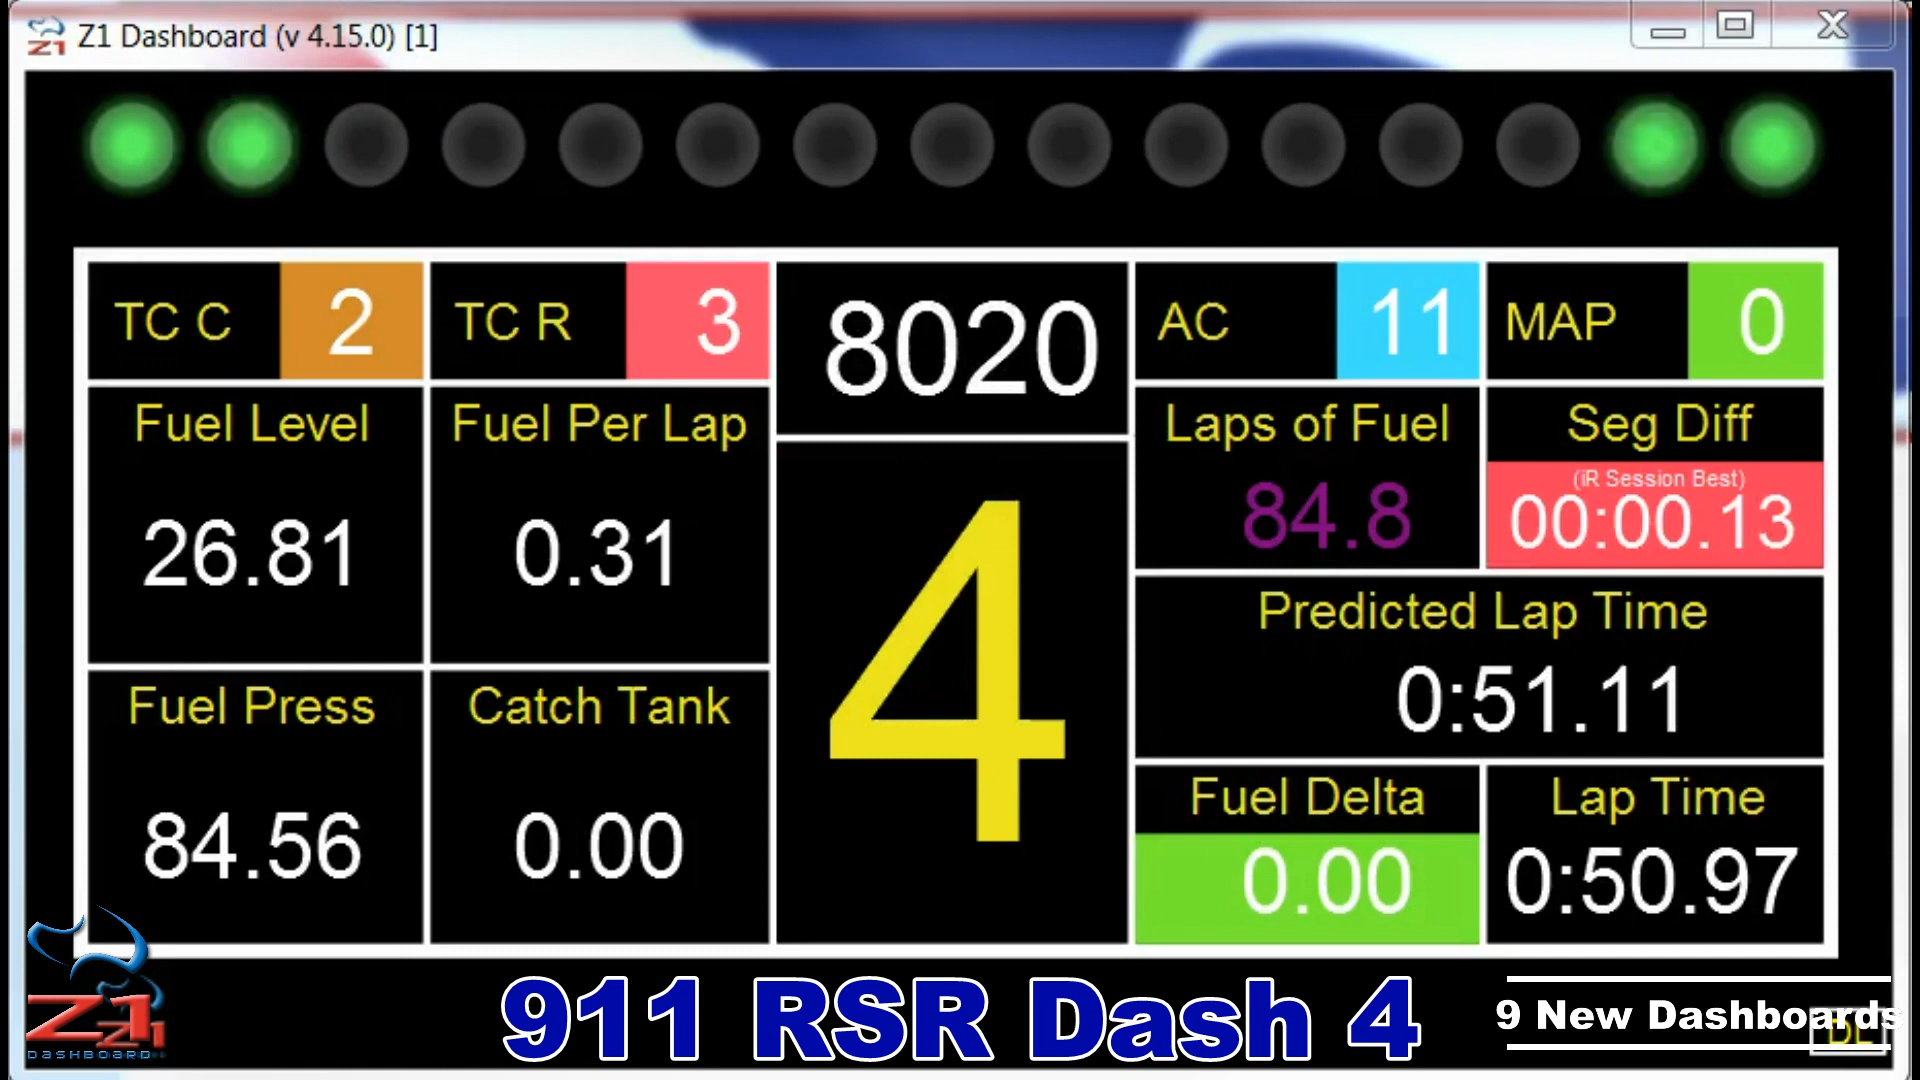 Z1 Dashboard (v 4.15.0) [1]
TC C 2 TC R 3 8020 AC 11 MAP 0
Fuel Level Fuel Per Lap Laps of Fuel Seg Diff
(iR Session Best)
26.81 0.31 84.8 00:00.13
4
Predicted Lap Time
0:51.11
Fuel Press Catch Tank
84.56 0.00
Fuel Delta Lap Time
0.00 0:50.97
Z1
Z1
DASHBOARD
911 RSR Dash 4
9 New Dashboards
DL